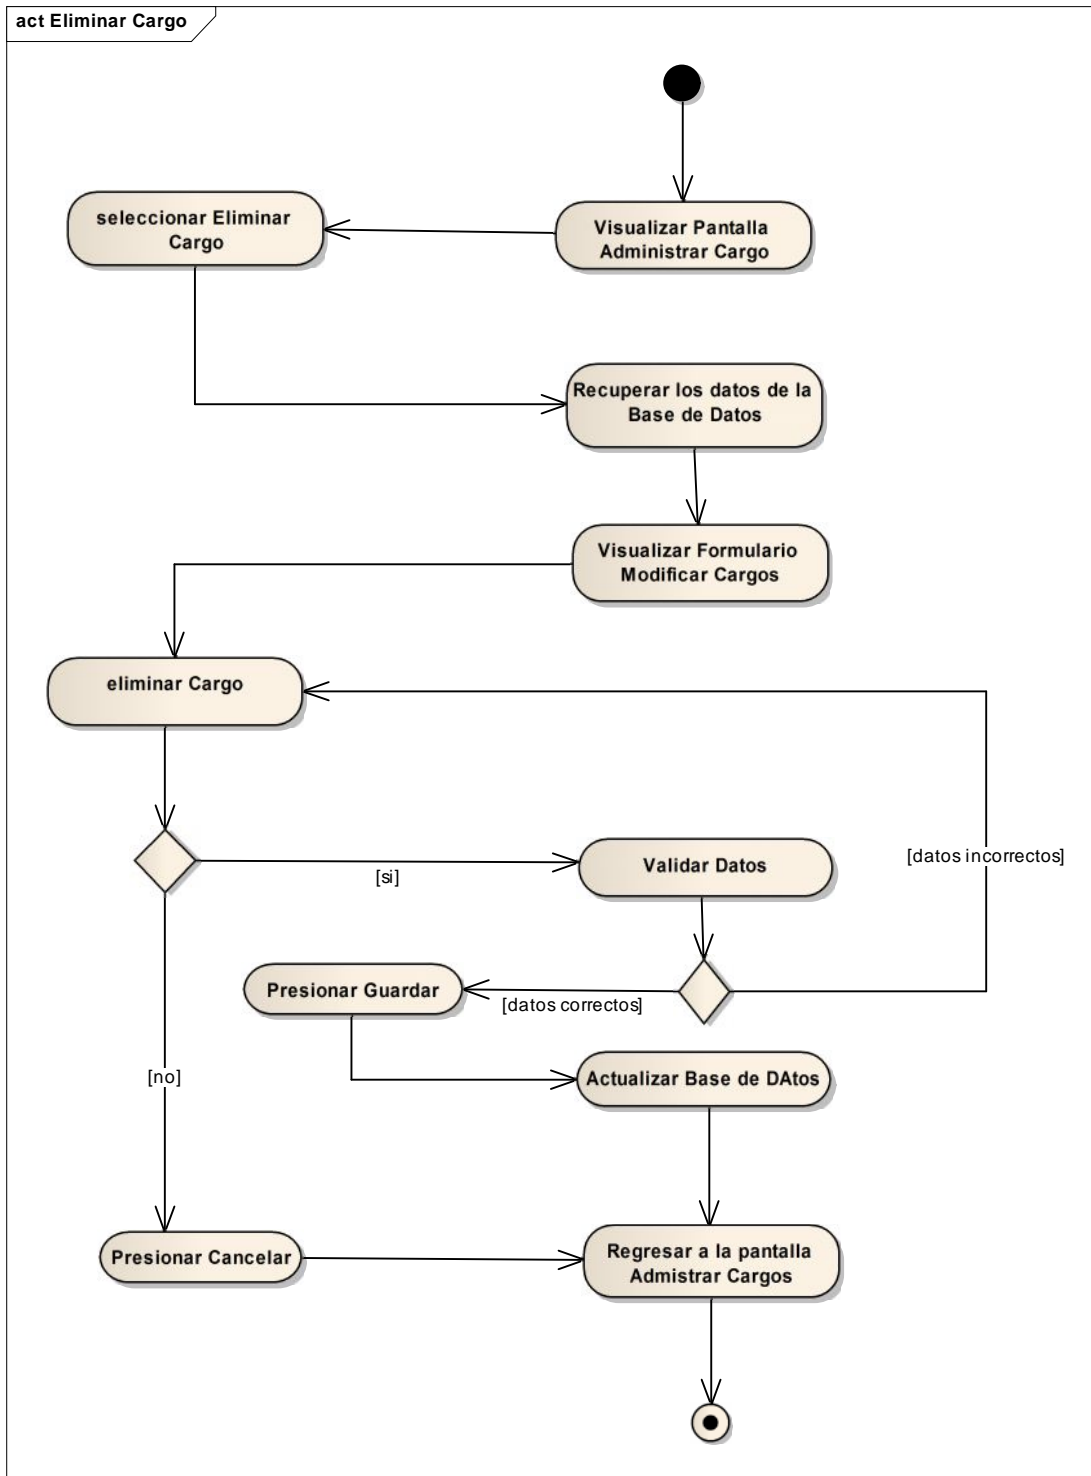 act Eliminar Cargo
seleccionar Eliminar
Cargo
Visualizar Pantalla
Administrar Cargo
Recuperar los datos de la
Base de Datos
Visualizar Formulario
Modificar Cargos
eliminar Cargo
[si]
Validar Datos
[datos incorrectos]
Presionar Guardar
[datos correctos]
[no]
Actualizar Base de DAtos
Presionar Cancelar
Regresar a la pantalla
Admistrar Cargos